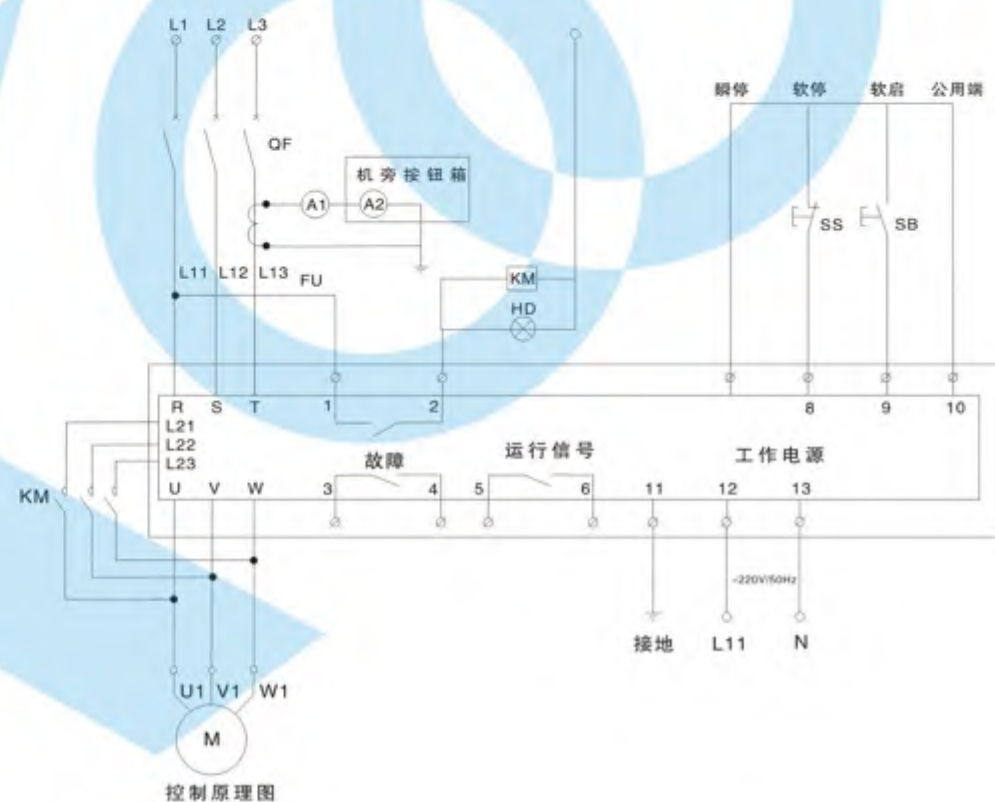 L1 L2 L3
瞬停 软停 软启 公用端
QF
机旁按钮箱
A1 A2
SS SB
L11 L12 L13 FU
KM
HD
R S T 1 2 8 9 10
L21
L22
L23
故障 运行信号 工作电源
U V W 3 4 5 6 11 12 13
KM
~220V/50Hz
接地 L11 N
U1 V1 W1
M
控制原理图